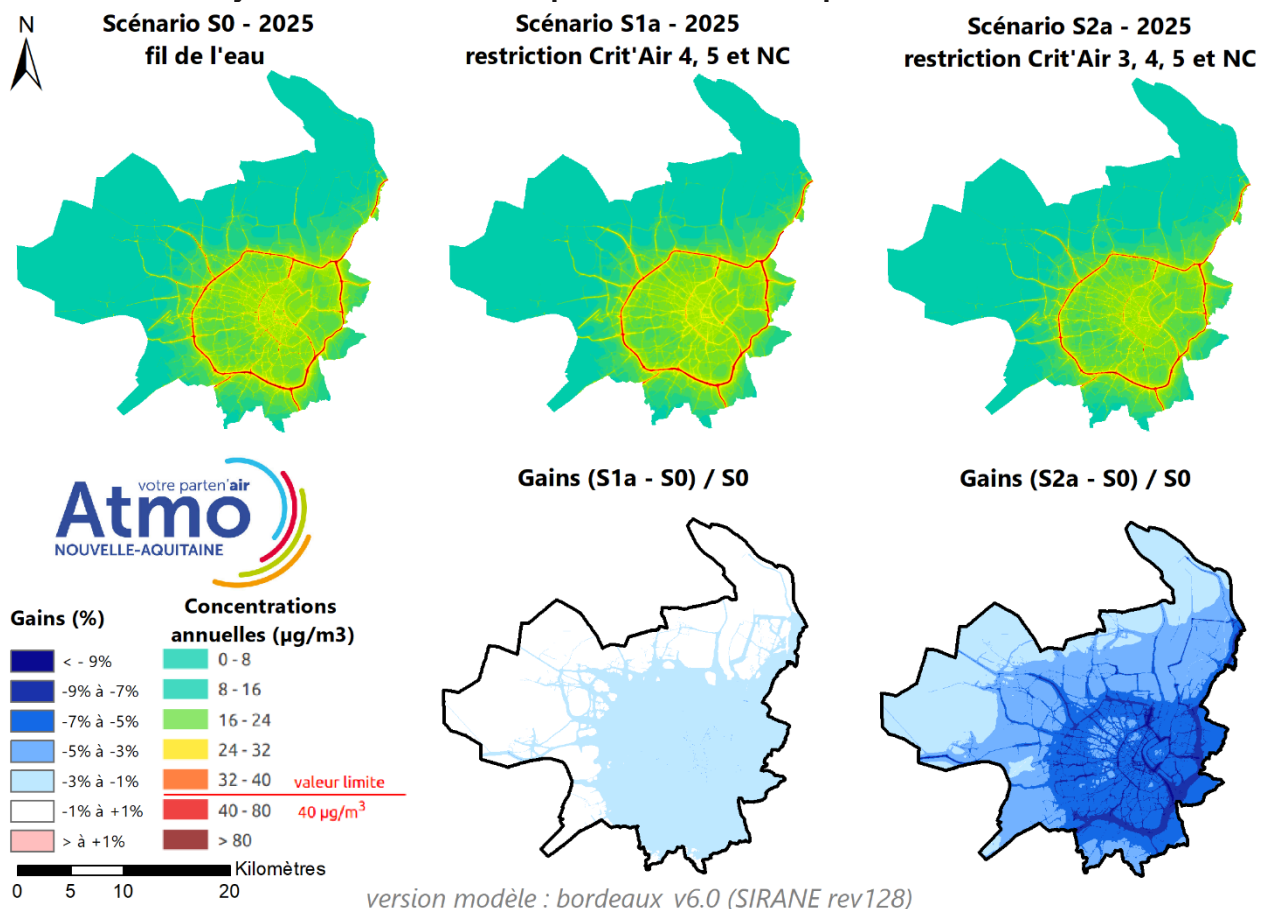 N
Scénario S0 - 2025
fil de l'eau
Scénario S1a - 2025
restriction Crit'Air 4, 5 et NC
Scénario S2a - 2025
restriction Crit'Air 3, 4, 5 et NC
votre parten'air
Atmo
NOUVELLE-AQUITAINE
Gains (S1a - S0) / S0
Gains (S2a - S0) / S0
Gains (%)
< - 9%
-9% à -7%
-7% à -5%
-5% à -3%
-3% à -1%
-1% à +1%
> à +1%
Concentrations
annuelles (µg/m3)
0 - 8
8 - 16
16 - 24
24 - 32
32 - 40
valeur limite
40 - 80
40 µg/m³
> 80
Kilomètres
0 5 10 20
version modèle : bordeaux_v6.0 (SIRANE rev128)